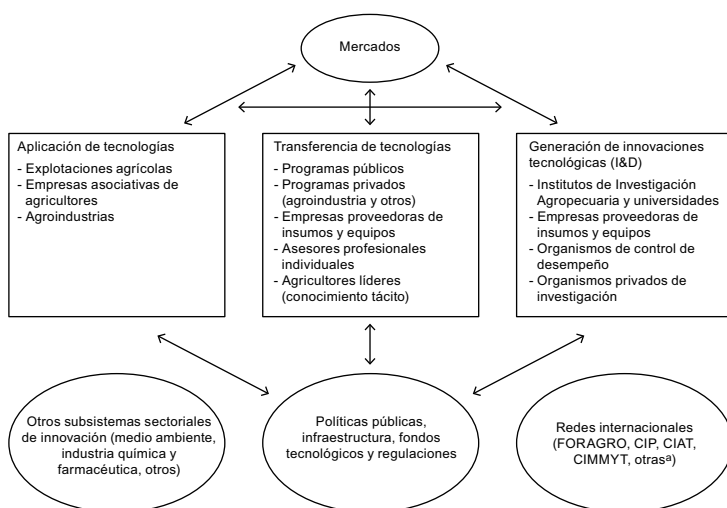 Mercados
Aplicación de tecnologías
- Explotaciones agrícolas
- Empresas asociativas de
agricultores
- Agroindustrias
Transferencia de tecnologías
- Programas públicos
- Programas privados
(agroindustria y otros)
- Empresas proveedoras de
insumos y equipos
- Asesores profesionales
individuales
- Agricultores líderes
(conocimiento tácito)
Generación de innovaciones
tecnológicas (I&D)
- Institutos de Investigación
Agropecuaria y universidades
- Empresas proveedoras de
insumos y equipos
- Organismos de control de
desempeño
- Organismos privados de
investigación
Otros subsistemas sectoriales
de innovación (medio ambiente,
industria química y
farmacéutica, otros)
Políticas públicas,
infraestructura, fondos
tecnológicos y regulaciones
Redes internacionales
(FORAGRO, CIP, CIAT,
CIMMYT, otrasª)